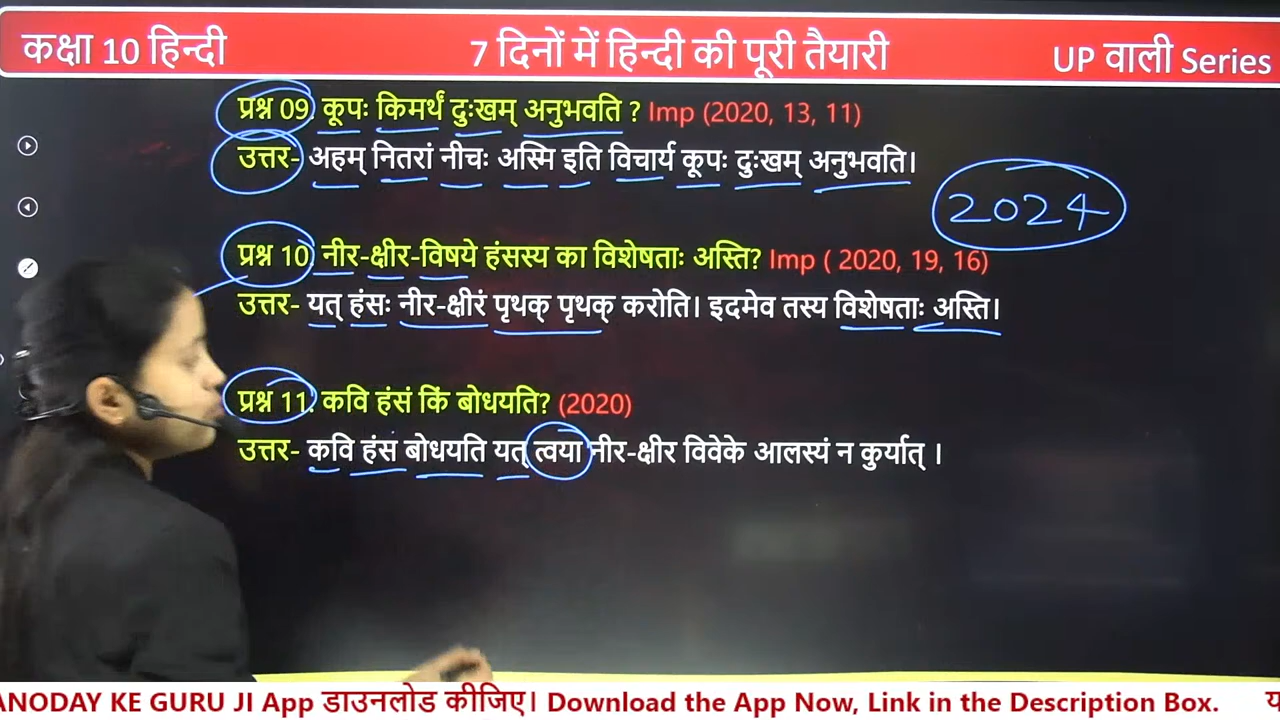 कक्षा 10 हिन्दी 7 दिनों में हिन्दी की पूरी तैयारी UP वाली Series
प्रश्न 09. कूपः किमर्थं दुःखम् अनुभवति ? Imp (2020, 13, 11)
उत्तर- अहम् नितरां नीचः अस्मि इति विचार्य कूपः दुःखम् अनुभवति।
2024
प्रश्न 10. नीर-क्षीर-विषये हंसस्य का विशेषताः अस्ति? Imp ( 2020, 19, 16)
उत्तर- यत् हंसः नीर-क्षीरं पृथक् पृथक् करोति। इदमेव तस्य विशेषताः अस्ति।
प्रश्न 11. कवि हंसं किं बोधयति? (2020)
उत्तर- कवि हंसं बोधयति यत् त्वया नीर-क्षीर विवेके आलस्यं न कुर्यात् ।
ANODAY KE GURU JI App डाउनलोड कीजिए। Download the App Now, Link in the Description Box.